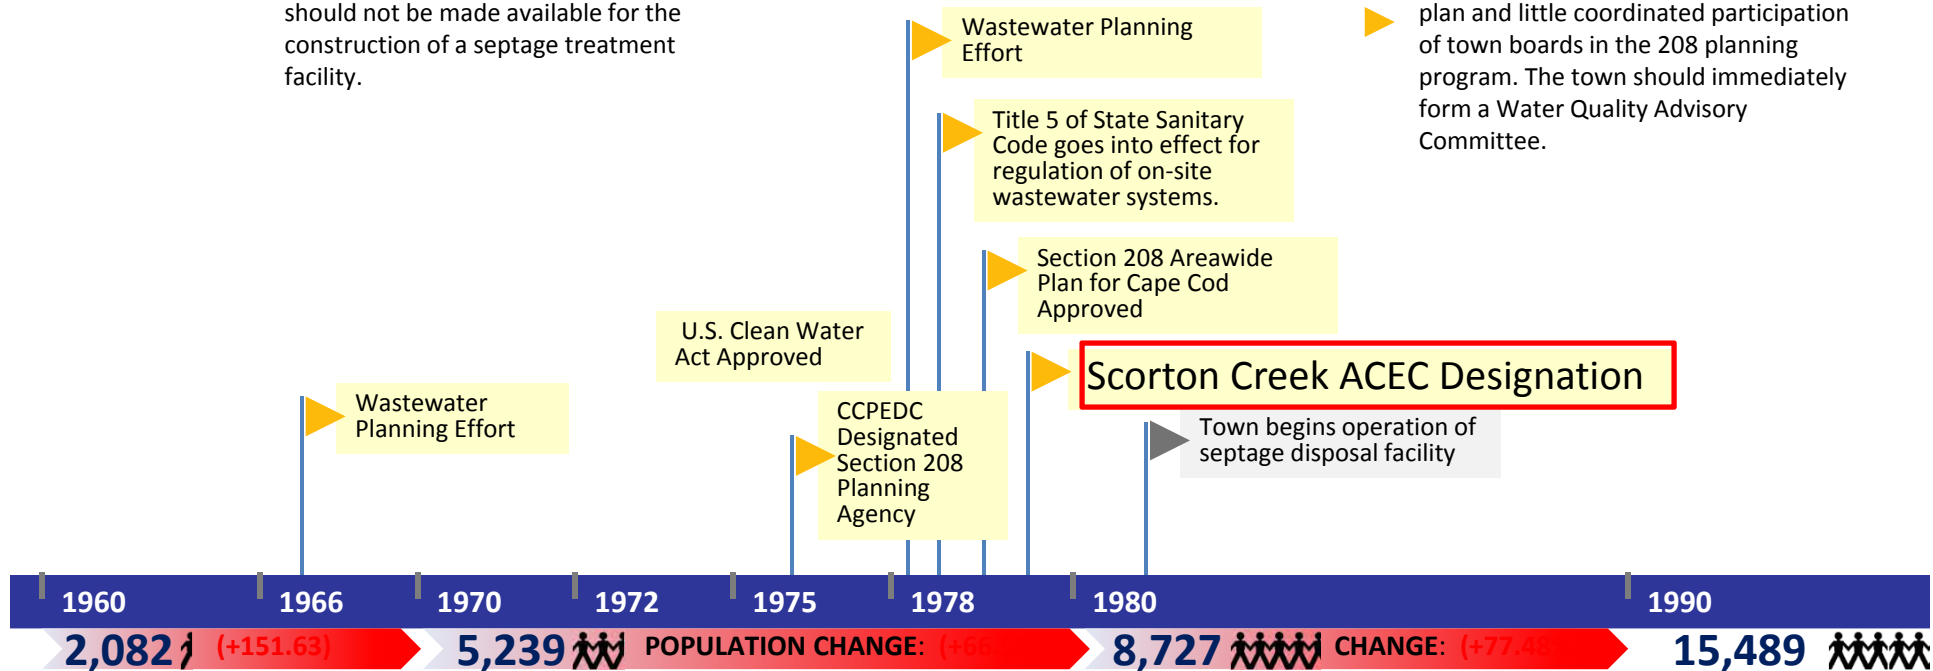 should not be made available for the
construction of a septage treatment
facility.
Wastewater Planning
Effort
plan and little coordinated participation
of town boards in the 208 planning
program. The town should immediately
form a Water Quality Advisory
Committee.
Title 5 of State Sanitary
Code goes into effect for
regulation of on-site
wastewater systems.
Section 208 Areawide
Plan for Cape Cod
Approved
U.S. Clean Water
Act Approved
Scorton Creek ACEC Designation
Wastewater
Planning Effort
CCPEDC
Designated
Section 208
Planning
Agency
Town begins operation of
septage disposal facility
1960 1966 1970 1972 1975 1978 1980 1990
2,082 (+151.63) 5,239 POPULATION CHANGE: 8,727 CHANGE: 15,489